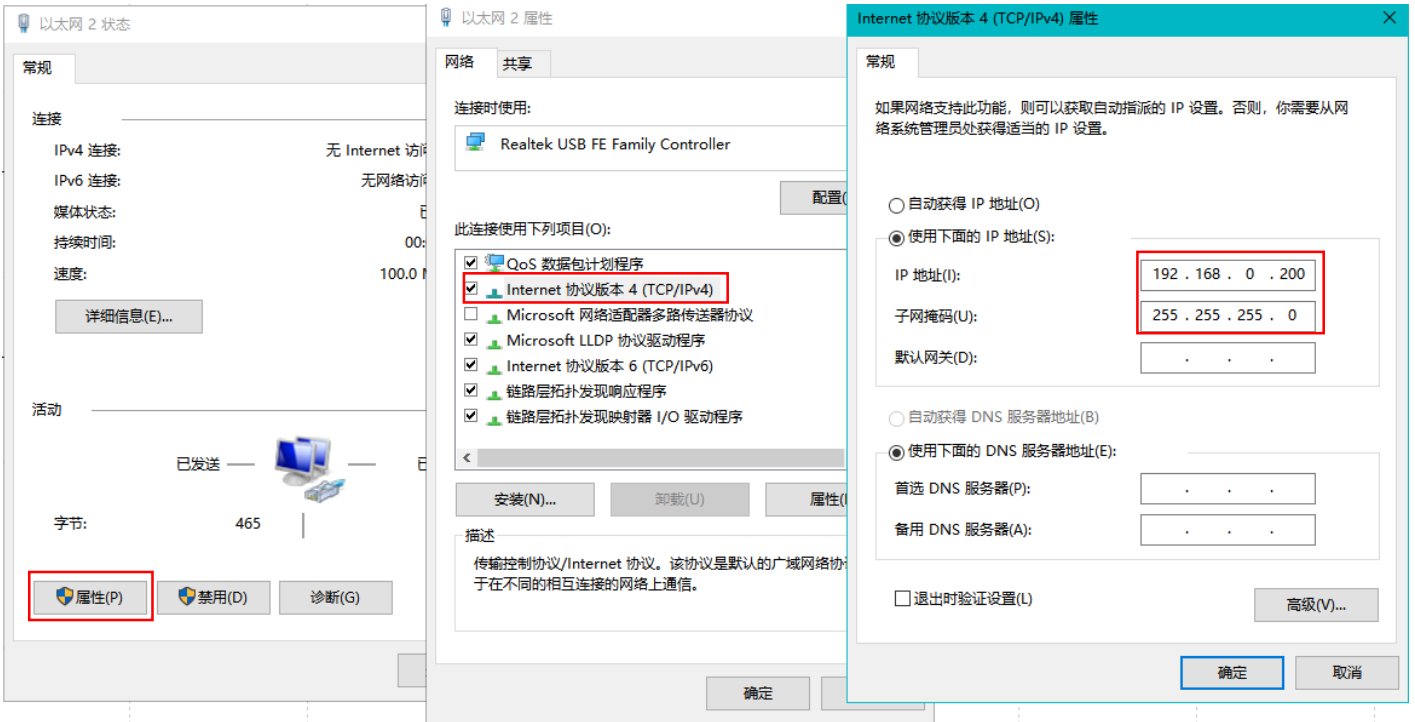 以太网 2 状态
常规
连接
IPv4 连接:
无 Internet 访问
IPv6 连接:
无网络访问
媒体状态:
持续时间:
00:
速度:
100.0
详细信息(E)...
活动
已发送
字节:
465
属性(P)
禁用(D)
诊断(G)
以太网 2 属性
网络
共享
连接时使用:
Realtek USB FE Family Controller
配置(
此连接使用下列项目(O):
QoS 数据包计划程序
Internet 协议版本 4 (TCP/IPv4)
Microsoft 网络适配器多路传送器协议
Microsoft LLDP 协议驱动程序
Internet 协议版本 6 (TCP/IPv6)
链路层拓扑发现响应程序
链路层拓扑发现映射器 I/O 驱动程序
安装(N)...
卸载(U)
属性(
描述
传输控制协议/Internet 协议。该协议是默认的广域网络协
于在不同的相互连接的网络上通信。
确定
Internet 协议版本 4 (TCP/IPv4) 属性
常规
如果网络支持此功能，则可以获取自动指派的 IP 设置。否则，你需要从网
络系统管理员处获得适当的 IP 设置。
自动获得 IP 地址(O)
使用下面的 IP 地址(S):
IP 地址(I):
192 . 168 . 0 . 200
子网掩码(U):
255 . 255 . 255 . 0
默认网关(D):
. . .
自动获得 DNS 服务器地址(B)
使用下面的 DNS 服务器地址(E):
首选 DNS 服务器(P):
. . .
备用 DNS 服务器(A):
. . .
退出时验证设置(L)
高级(V)...
确定
取消